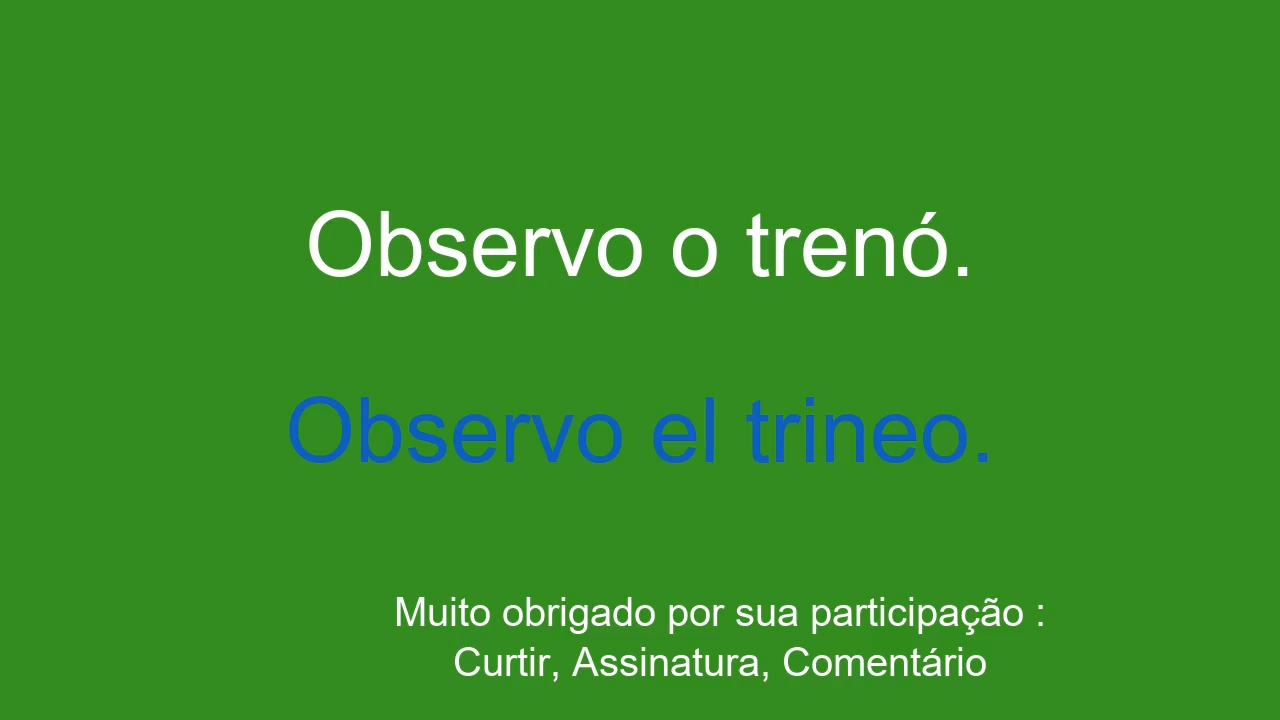 Observo o trenó.
Observo el trineo.
Muito obrigado por sua participação :
Curtir, Assinatura, Comentário